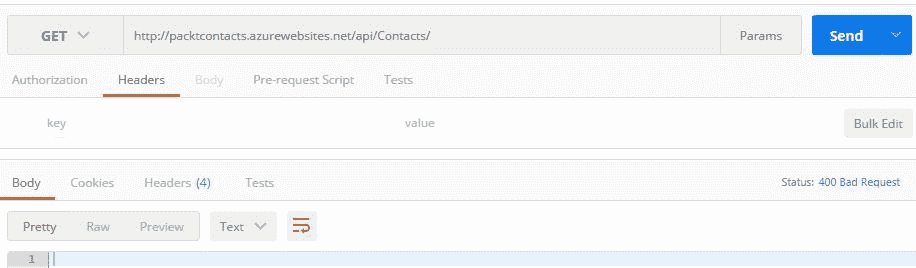 GET http://packtcontacts.azurewebsites.net/api/Contacts/ Params Send
Authorization Headers Body Pre-request Script Tests
key value Bulk Edit
Body Cookies Headers (4) Tests Status: 400 Bad Request
Pretty Raw Preview Text
1